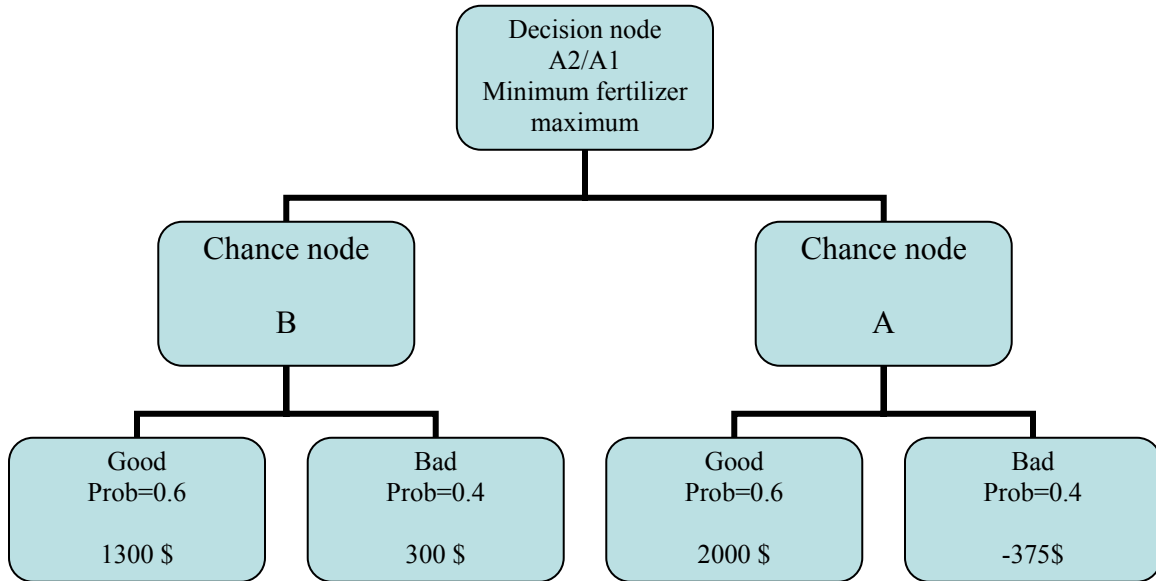 Decision node
A2/A1
Minimum fertilizer
maximum
Chance node
B
Chance node
A
Good
Prob=0.6
1300 $
Bad
Prob=0.4
300 $
Good
Prob=0.6
2000 $
Bad
Prob=0.4
-375$